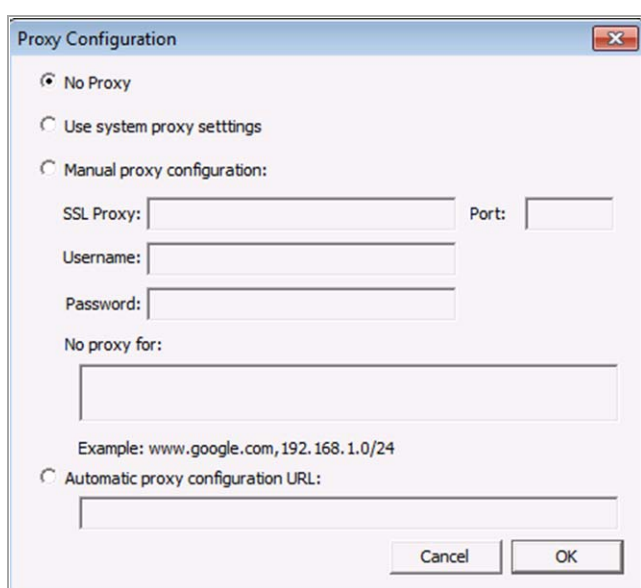 Proxy Configuration
No Proxy
Use system proxy setttings
Manual proxy configuration:
SSL Proxy: Port:
Username:
Password:
No proxy for:
Example: www.google.com,192.168.1.0/24
Automatic proxy configuration URL:
Cancel OK